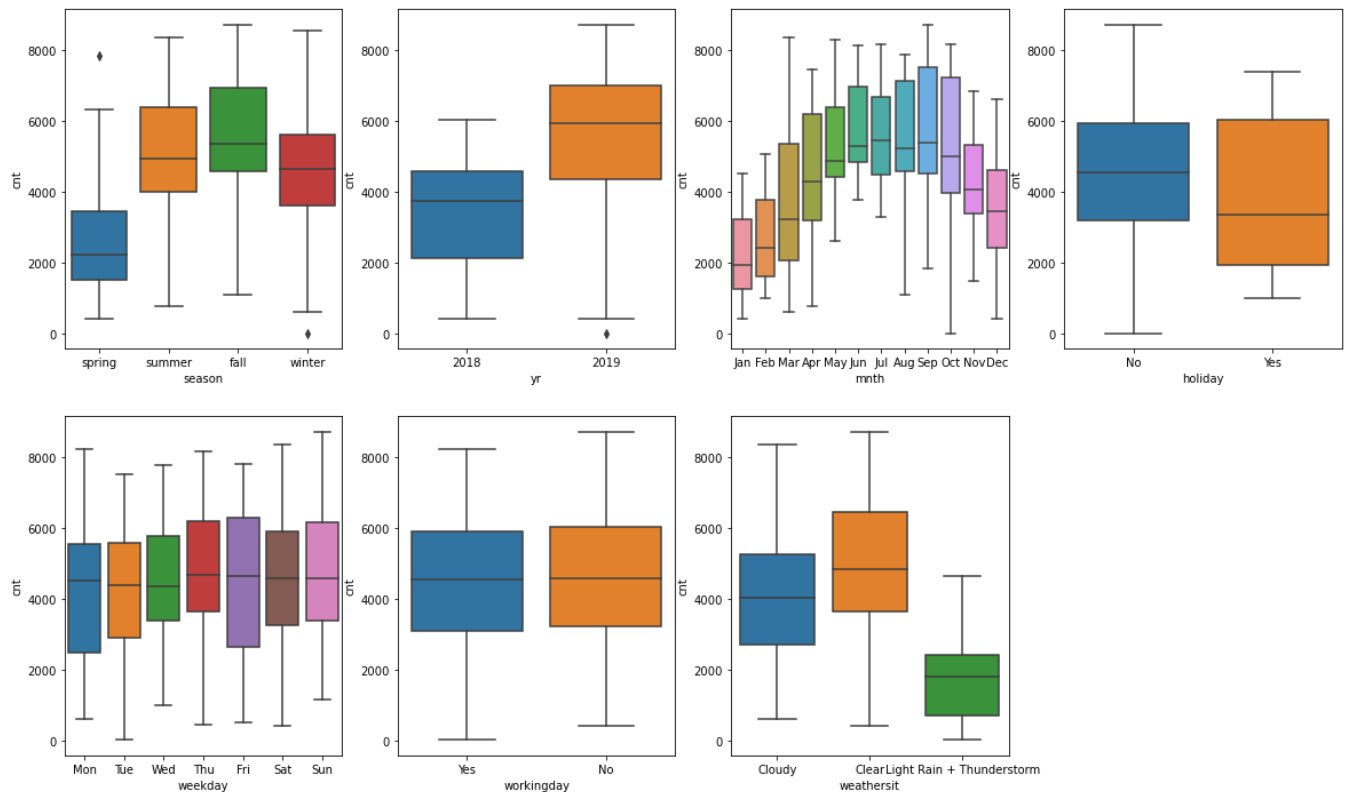 cnt
8000
6000
4000
2000
0
spring summer fall winter
season
cnt
8000
6000
4000
2000
0
2018 2019
yr
cnt
8000
6000
4000
2000
0
Jan Feb Mar Apr May Jun Jul Aug Sep Oct Nov Dec
mnth
cnt
8000
6000
4000
2000
0
No Yes
holiday
cnt
8000
6000
4000
2000
0
Mon Tue Wed Thu Fri Sat Sun
weekday
cnt
8000
6000
4000
2000
0
Yes No
workingday
cnt
8000
6000
4000
2000
0
Cloudy Clear Light Rain + Thunderstorm
weathersit